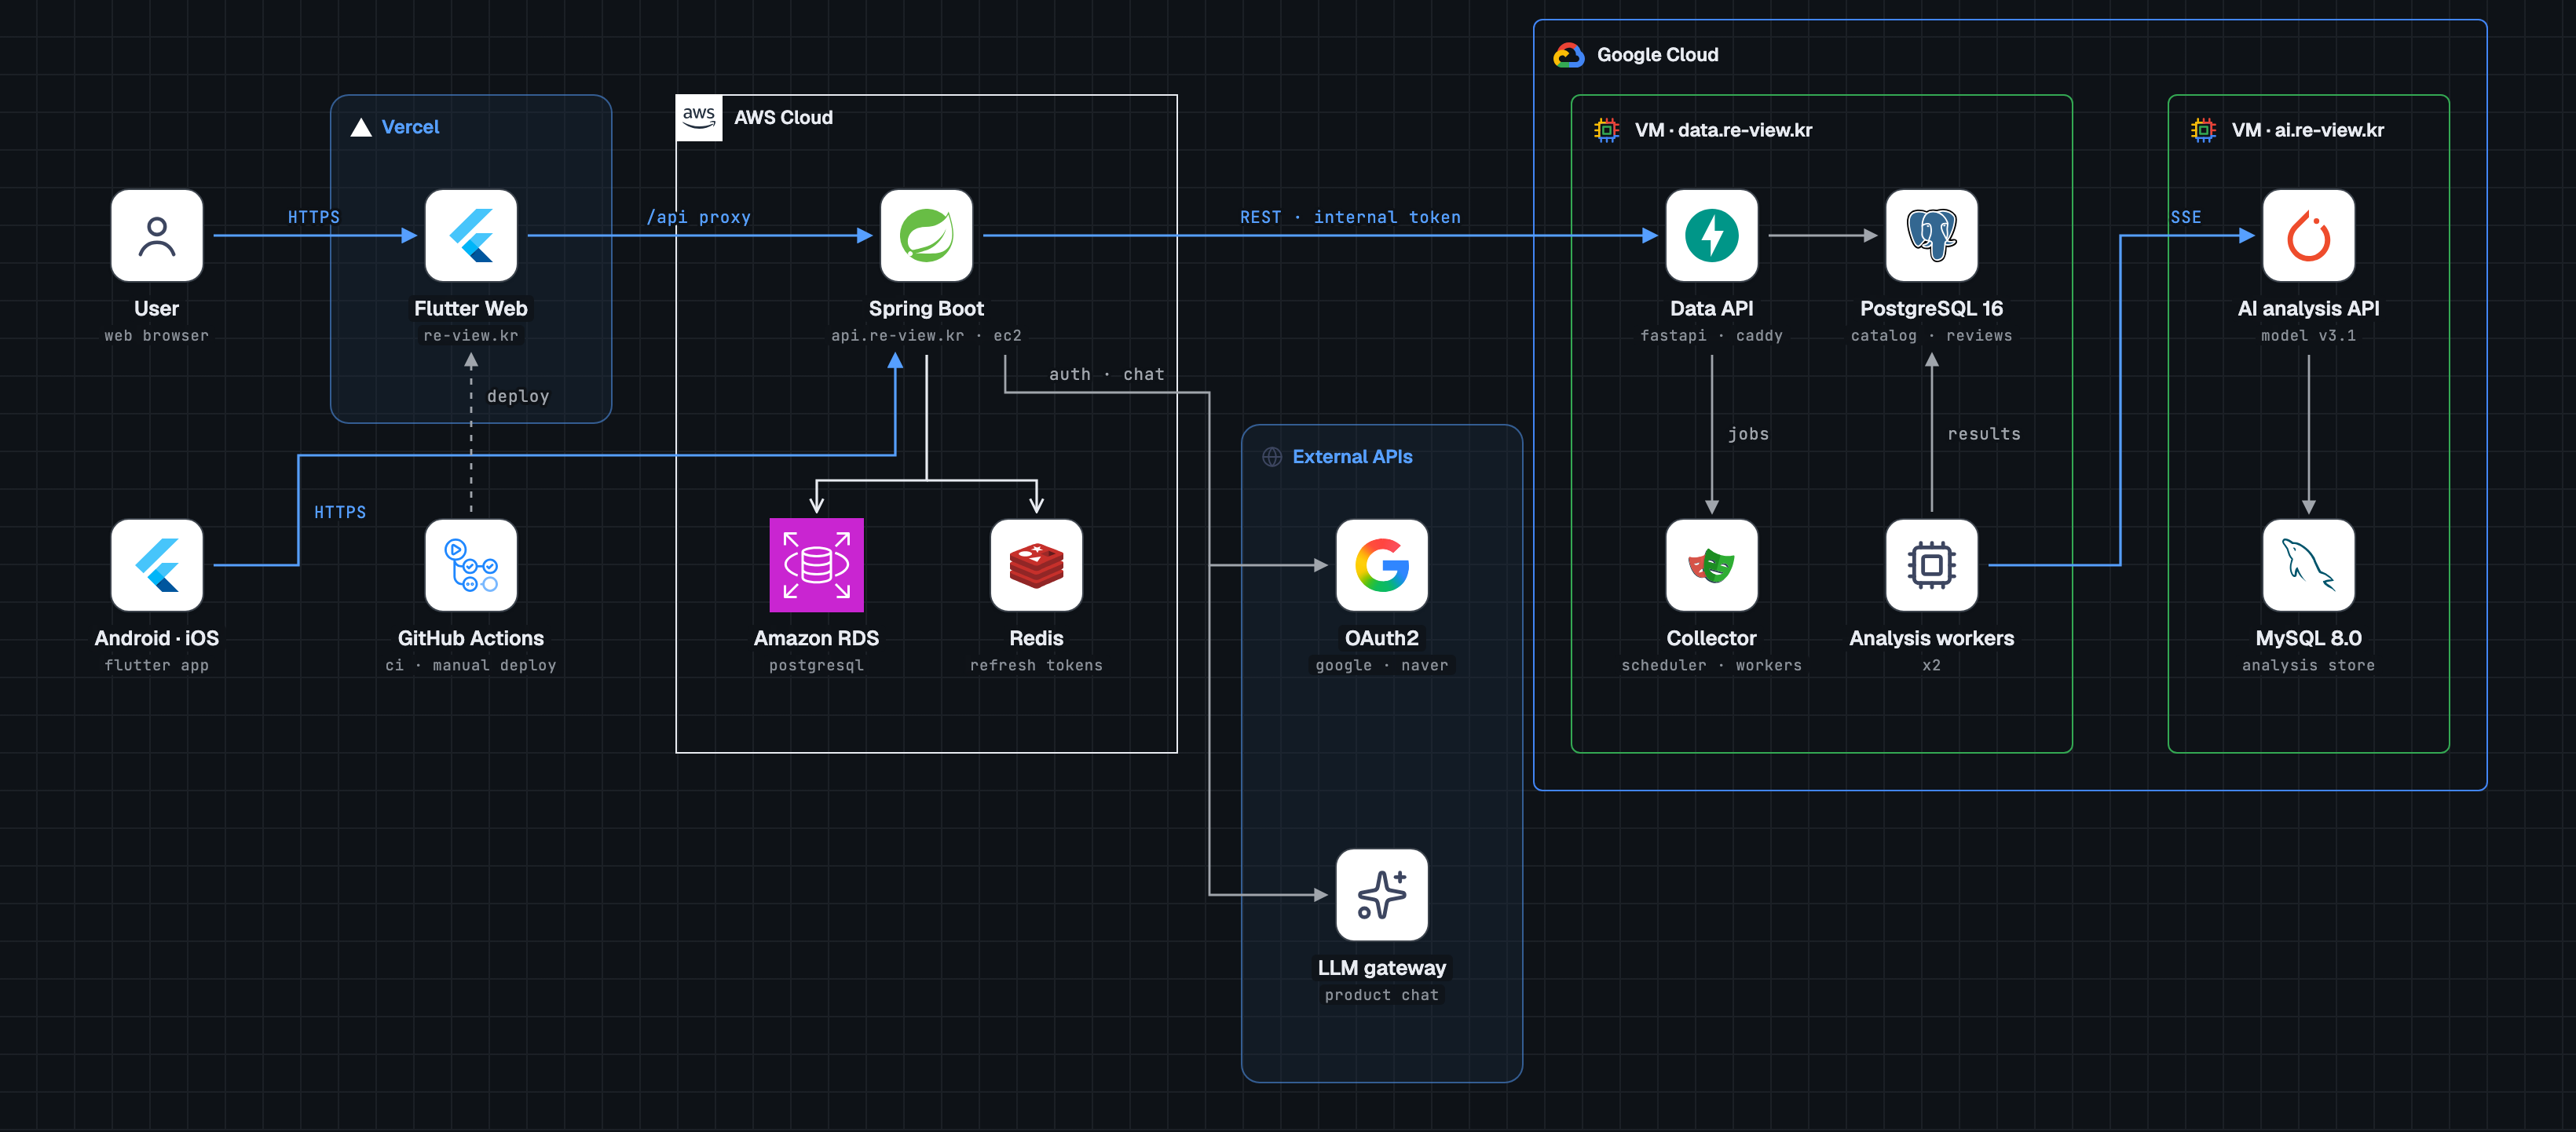 Google Cloud
Vercel
aws
AWS Cloud
VM · data.re-view.kr
VM · ai.re-view.kr
HTTPS
/api proxy
REST · internal token
SSE
User
web browser
Flutter Web
re-view.kr
Spring Boot
api.re-view.kr · ec2
Data API
fastapi · caddy
PostgreSQL 16
catalog · reviews
AI analysis API
model v3.1
deploy
auth · chat
jobs
results
External APIs
HTTPS
Android · iOS
flutter app
GitHub Actions
ci · manual deploy
Amazon RDS
postgresql
Redis
refresh tokens
OAuth2
google · naver
Collector
scheduler · workers
Analysis workers
x2
MySQL 8.0
analysis store
LLM gateway
product chat